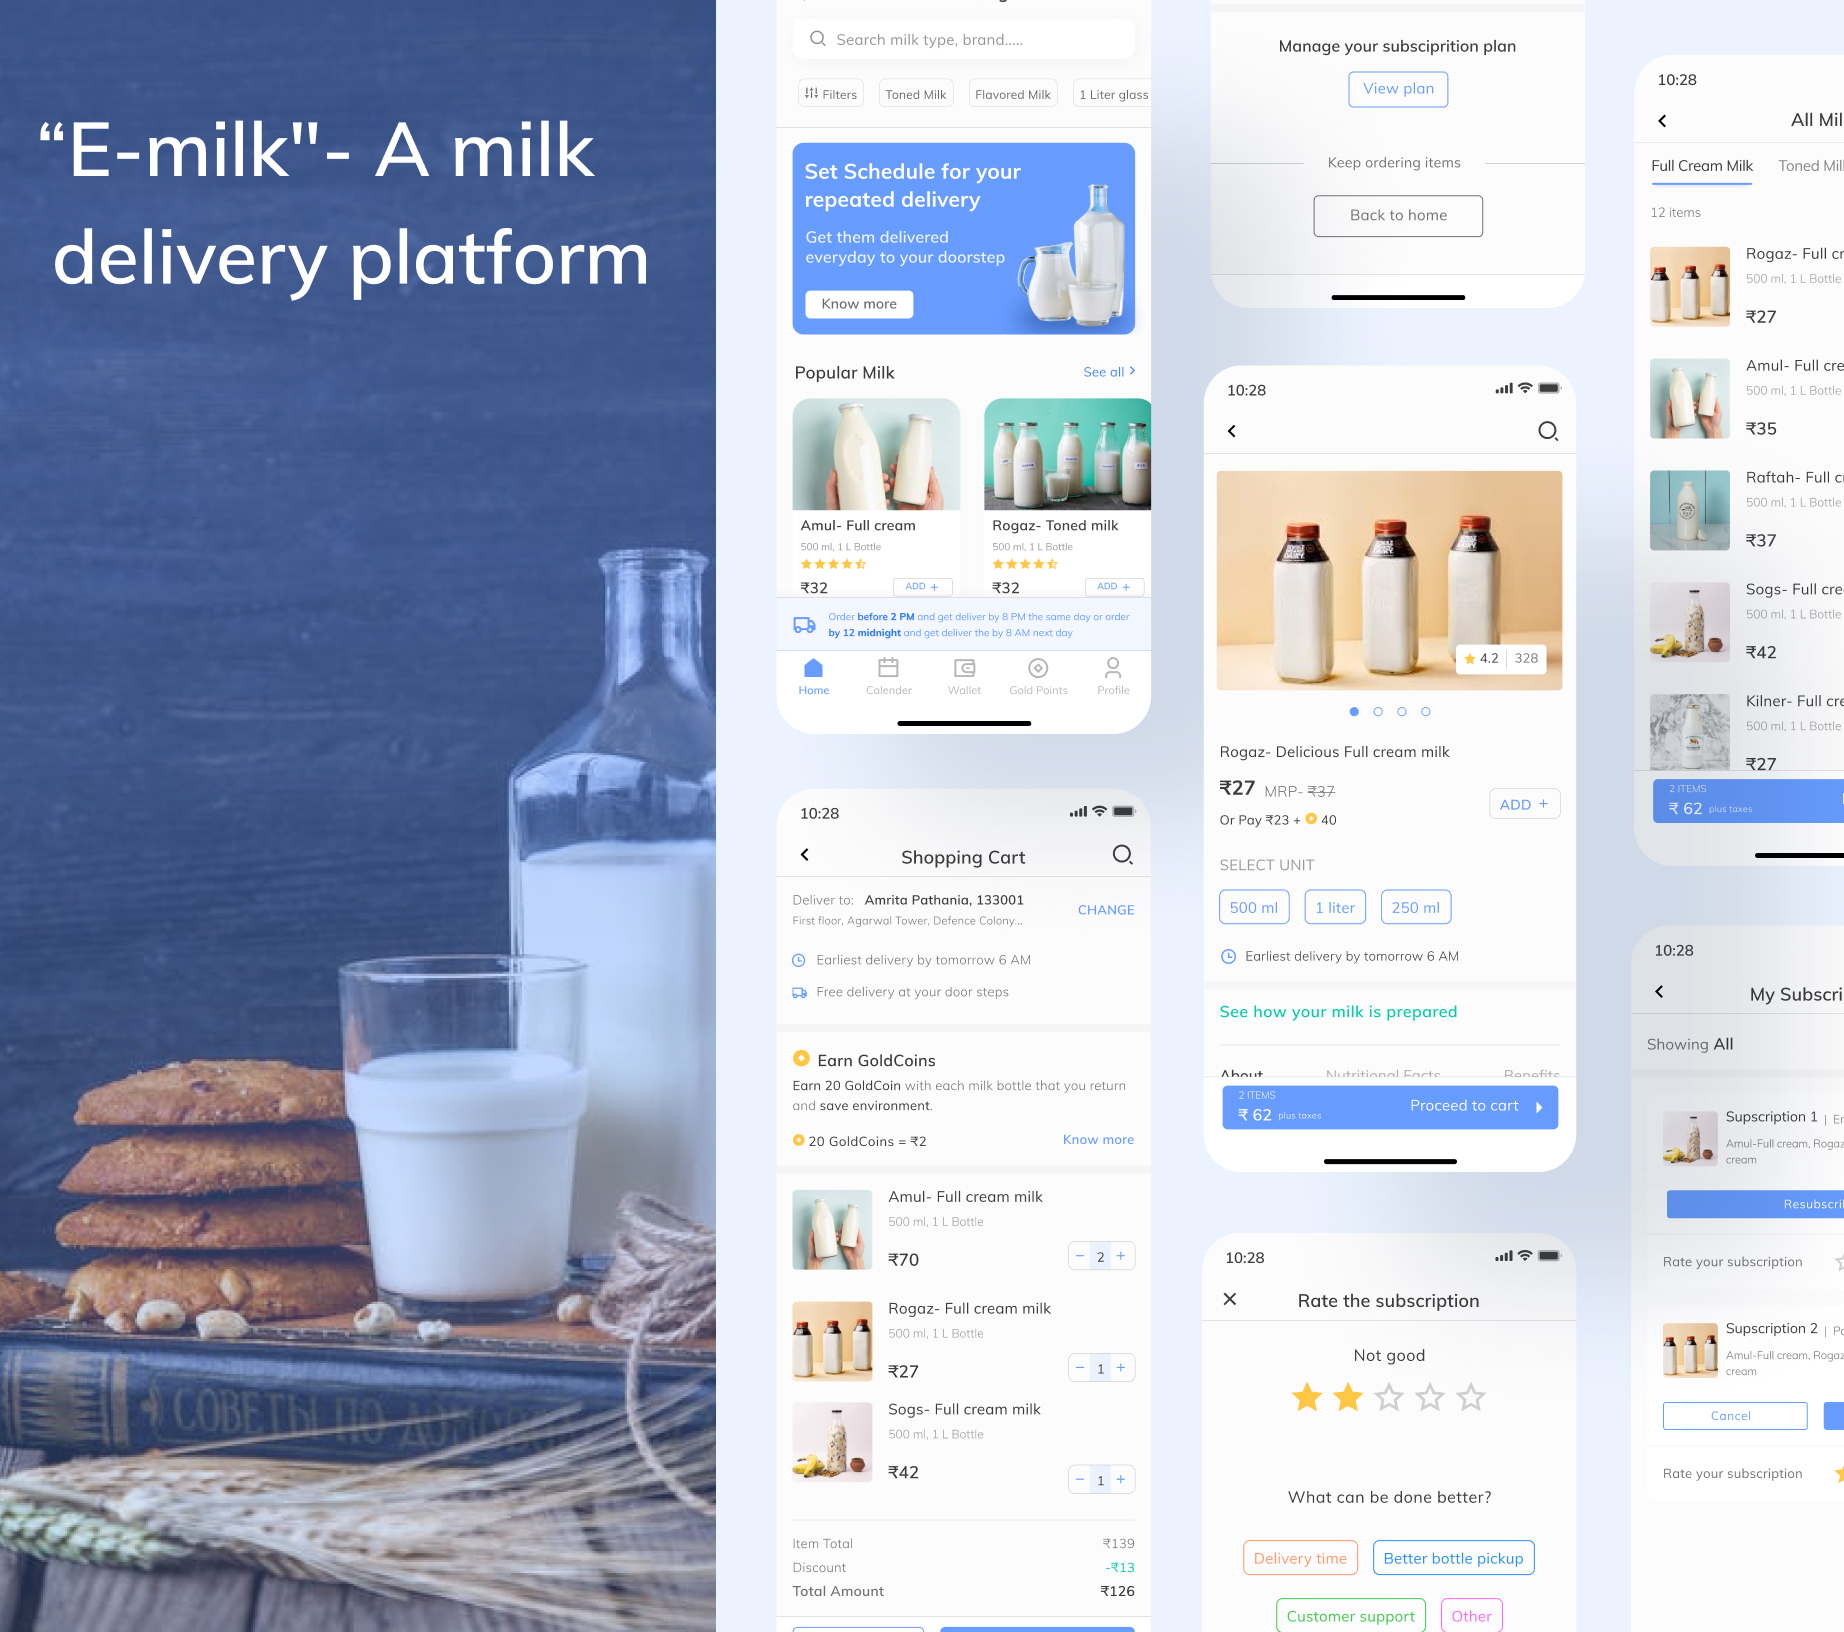 “E-milk"- A milk
delivery platform
СОВЕТЫ ПО
Search milk type, brand.....
Filters
Toned Milk
Flavored Milk
1 Liter glass
Set Schedule for your
repeated delivery
Get them delivered
everyday to your doorstep
Know more
Popular Milk
See all
Amul- Full cream
500 ml, 1 L Bottle
₹32
ADD +
Rogaz- Toned milk
500 ml, 1 L Bottle
₹32
ADD +
Order before 2 PM and get deliver by 8 PM the same day or order
by 12 midnight and get deliver the by 8 AM next day
Home
Calender
Wallet
Gold Points
Profile
10:28
Shopping Cart
Deliver to: Amrita Pathania, 133001
First floor, Agarwal Tower, Defence Colony...
CHANGE
Earliest delivery by tomorrow 6 AM
Free delivery at your door steps
Earn GoldCoins
Earn 20 GoldCoin with each milk bottle that you return
and save environment.
20 GoldCoins = ₹2
Know more
Amul- Full cream milk
500 ml, 1 L Bottle
₹70
− 2 +
Rogaz- Full cream milk
500 ml, 1 L Bottle
₹27
− 1 +
Sogs- Full cream milk
500 ml, 1 L Bottle
₹42
− 1 +
Item Total ₹139
Discount -₹13
Total Amount ₹126
Manage your subsciprition plan
View plan
Keep ordering items
Back to home
10:28
4.2 | 328
Rogaz- Delicious Full cream milk
₹27 MRP- ₹37
ADD +
Or Pay ₹23 + 40
SELECT UNIT
500 ml
1 liter
250 ml
Earliest delivery by tomorrow 6 AM
See how your milk is prepared
About
Nutritional Facts
Benefits
2 ITEMS
₹ 62 plus taxes
Proceed to cart
10:28
Rate the subscription
Not good
What can be done better?
Delivery time
Better bottle pickup
Customer support
Other
10:28
All Mil
Full Cream Milk
Toned Mil
12 items
Rogaz- Full cr
500 ml, 1 L Bottle
₹27
Amul- Full cre
500 ml, 1 L Bottle
₹35
Raftah- Full c
500 ml, 1 L Bottle
₹37
Sogs- Full cre
500 ml, 1 L Bottle
₹42
Kilner- Full cre
500 ml, 1 L Bottle
₹27
2 ITEMS
₹ 62 plus taxes
10:28
My Subscri
Showing All
Supscription 1 | Er
Amul-Full cream, Rogaz
cream
Resubscri
Rate your subscription
Supscription 2 | Pa
Amul-Full cream, Rogaz
cream
Cancel
Rate your subscription